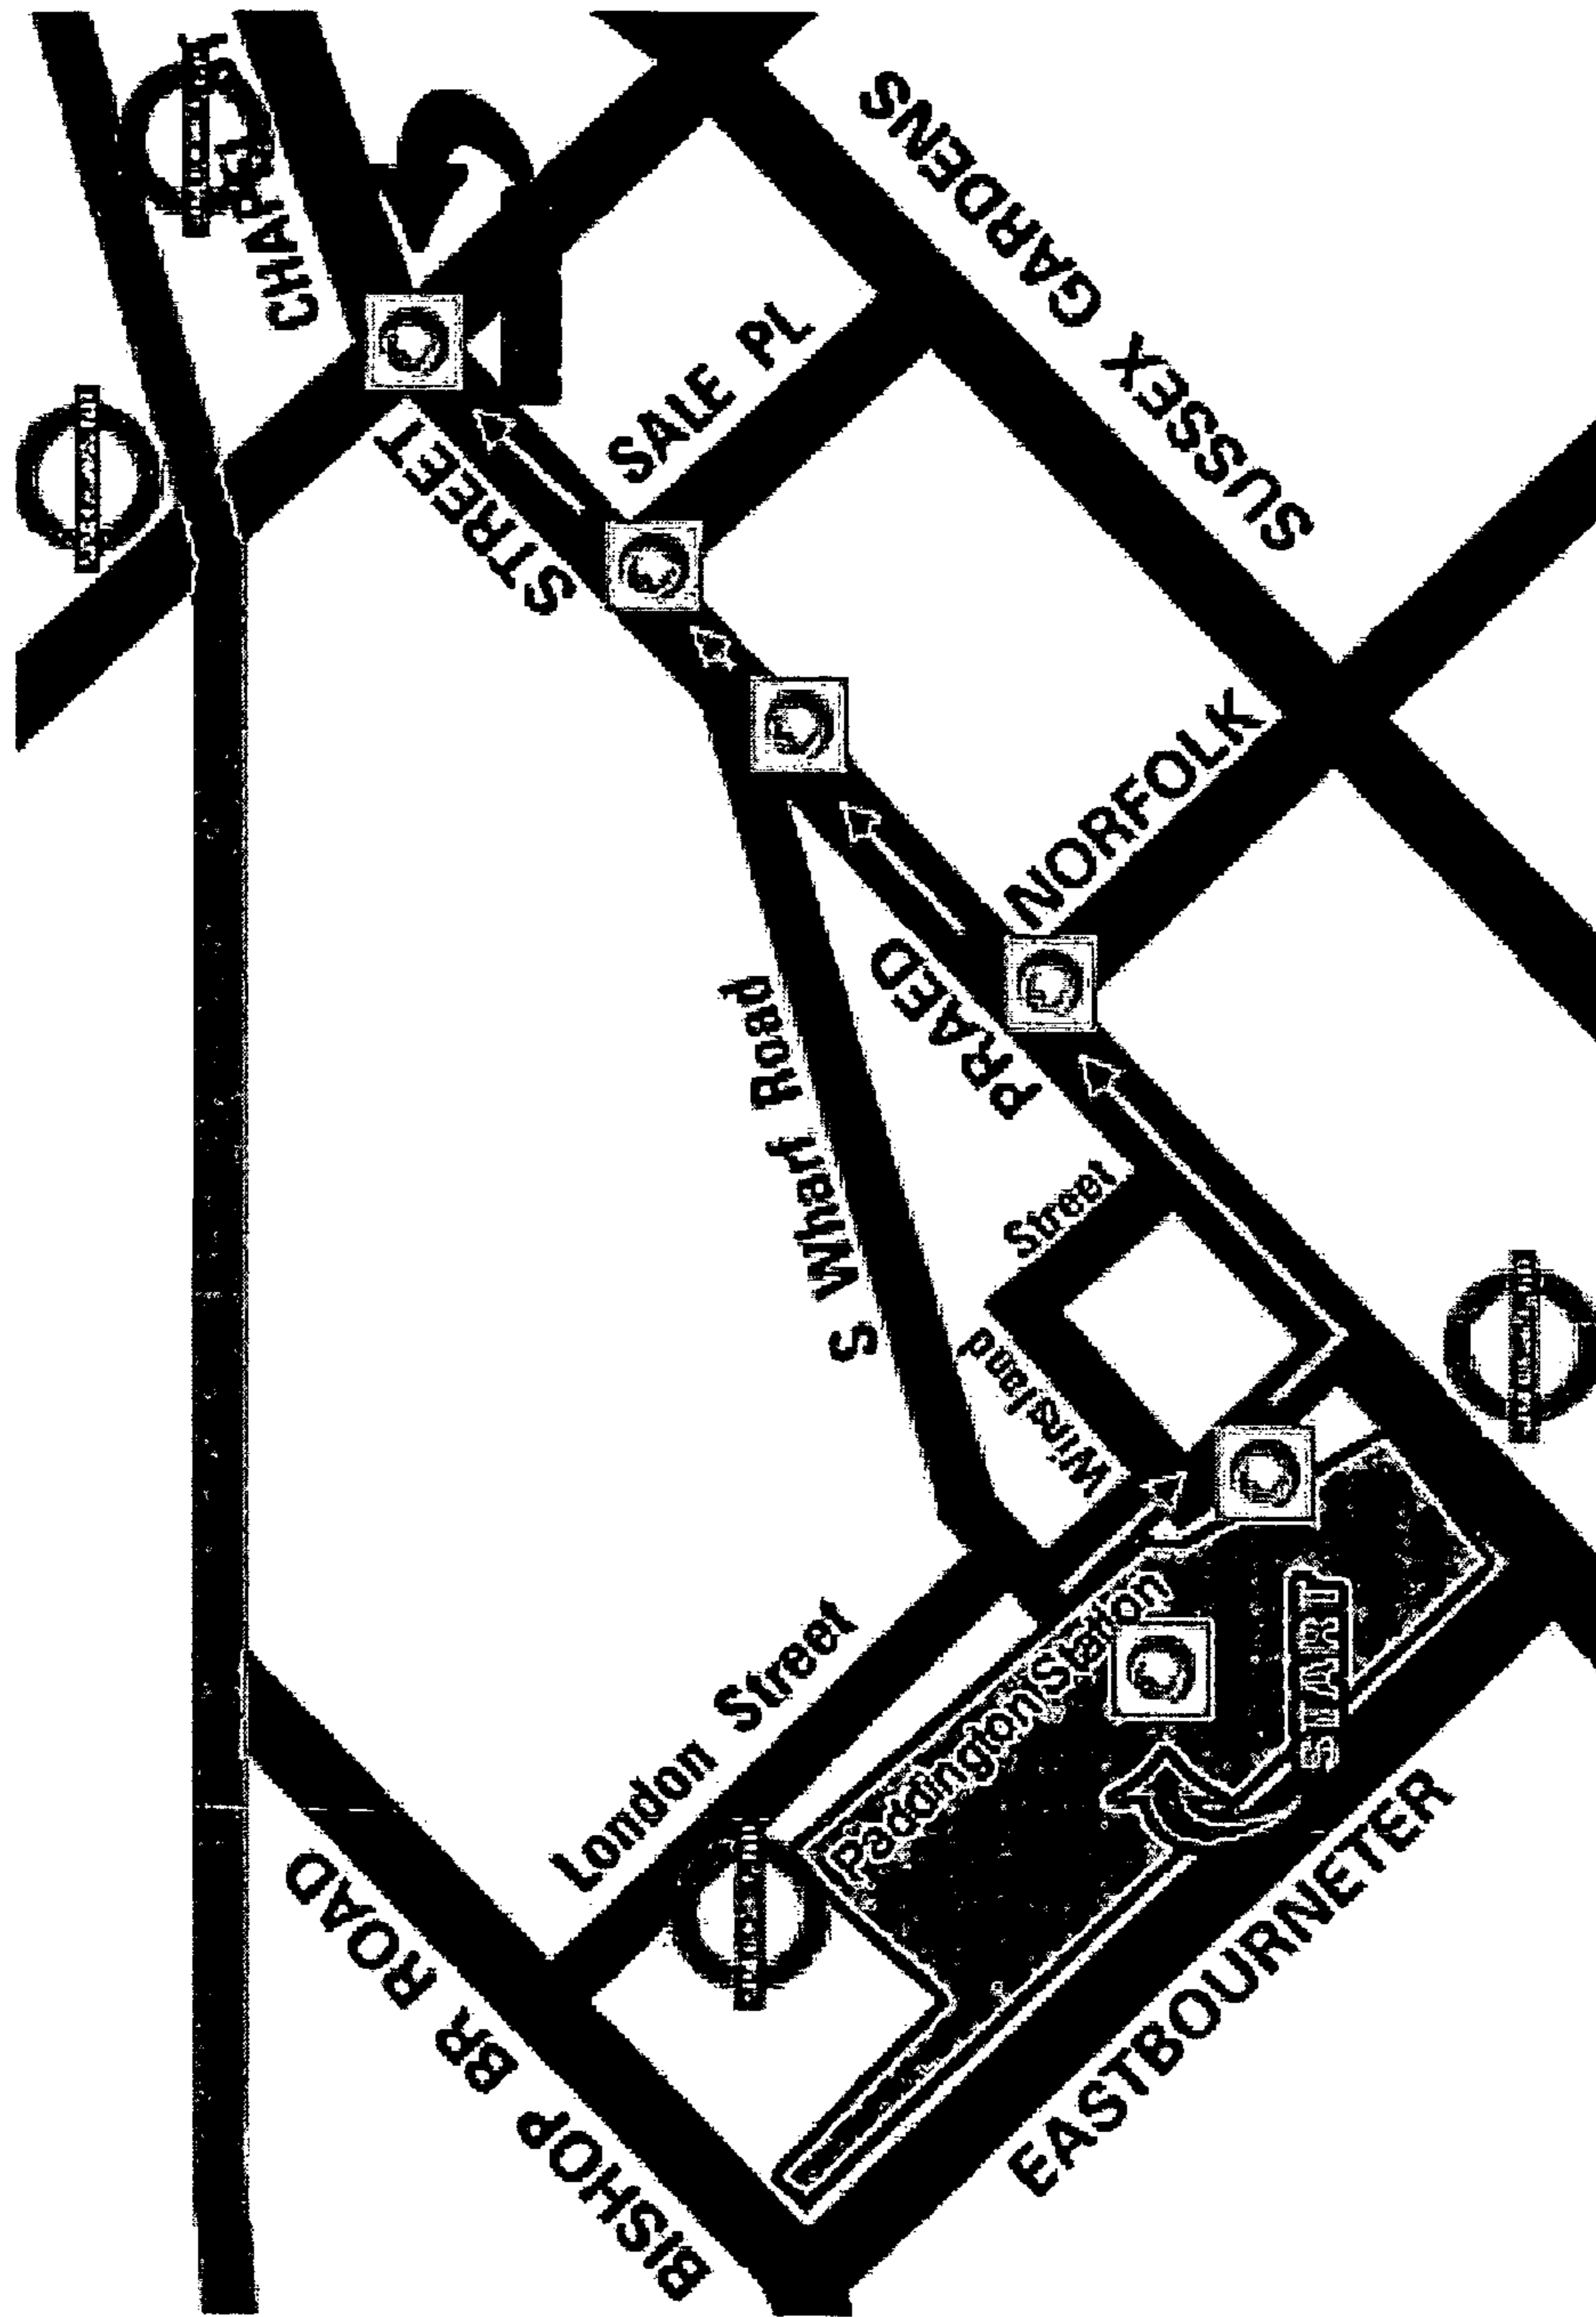 CHAPEL ST
SUSSEX GARDENS
SALE PL
PRAED STREET
NORFOLK
S Wharf Road
Winsland Street
London Street
Paddington Station
START
BISHOP BR ROAD
EASTBOURNETER